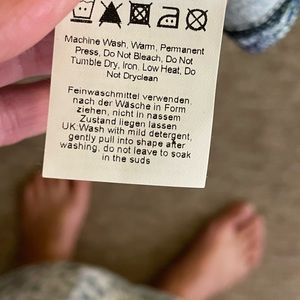 Machine Wash, Warm, Permanent
Press, Do Not Bleach, Do Not
Tumble Dry, Iron, Low Heat, Do
Not Dryclean
Feinwaschmittel verwenden,
nach der Wäsche in Form
ziehen, nicht in nassem
Zustand liegen lassen
UK:Wash with mild detergent,
gently pull into shape after
washing, do not leave to soak
in the suds